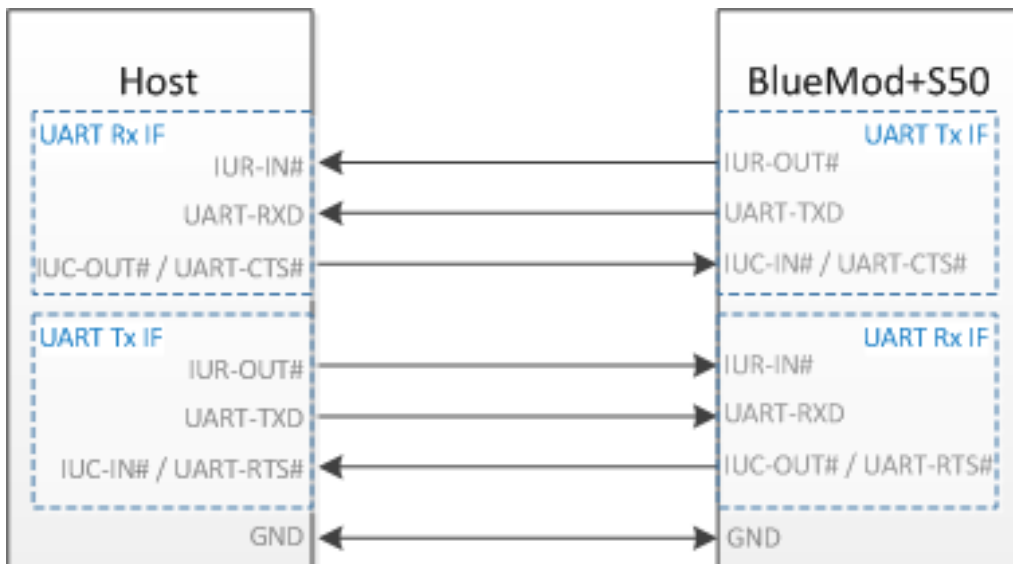 Host
UART Rx IF
IUR-IN#
UART-RXD
IUC-OUT# / UART-CTS#
UART Tx IF
IUR-OUT#
UART-TXD
IUC-IN# / UART-RTS#
GND
BlueMod+S50
UART Tx IF
IUR-OUT#
UART-TXD
IUC-IN# / UART-CTS#
UART Rx IF
IUR-IN#
UART-RXD
IUC-OUT# / UART-RTS#
GND